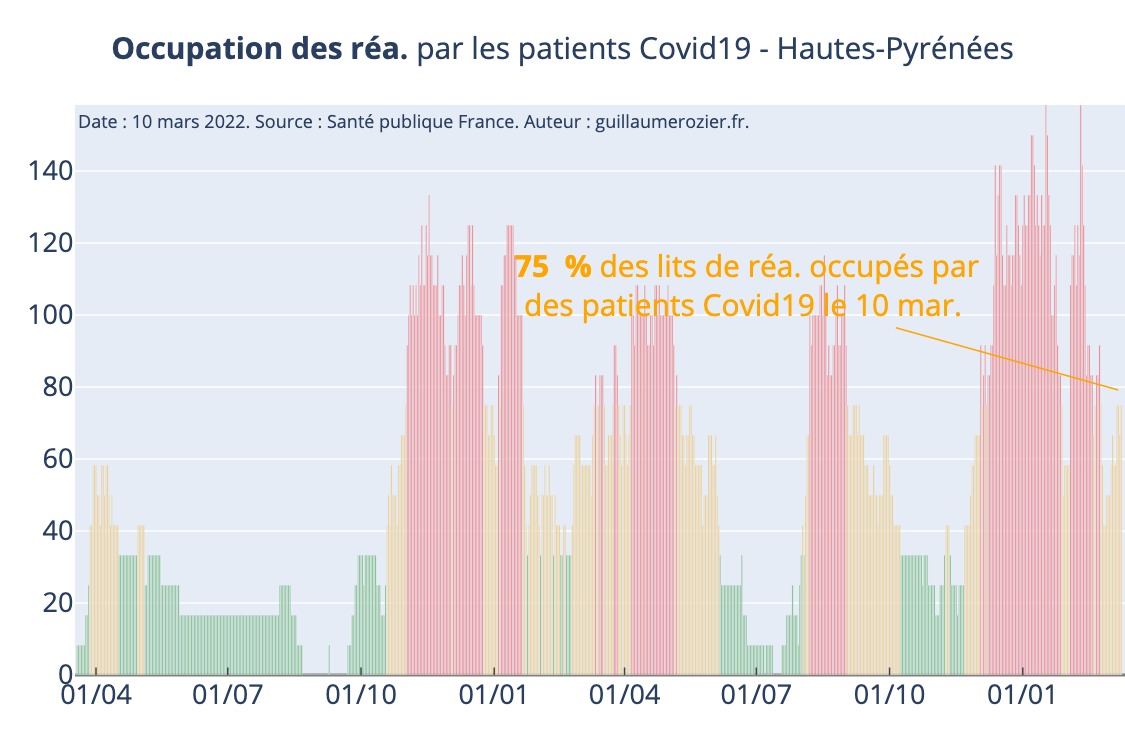 Occupation des réa. par les patients Covid19 - Hautes-Pyrénées
Date : 10 mars 2022. Source : Santé publique France. Auteur : guillaumerozier.fr.
140
120
75 % des lits de réa. occupés par
des patients Covid19 le 10 mar.
100
80
60
40
20
0
01/04 01/07 01/10 01/01 01/04 01/07 01/10 01/01